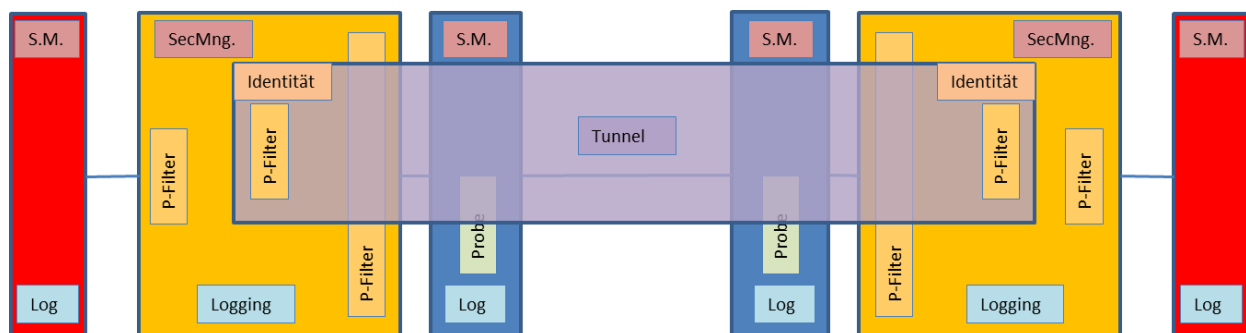 S.M.
SecMng.
S.M.
S.M.
SecMng.
S.M.
Identität
Identität
Tunnel
P-Filter
P-Filter
P-Filter
P-Filter
P-Filter
P-Filter
Probe
Probe
Log
Logging
Log
Log
Logging
Log